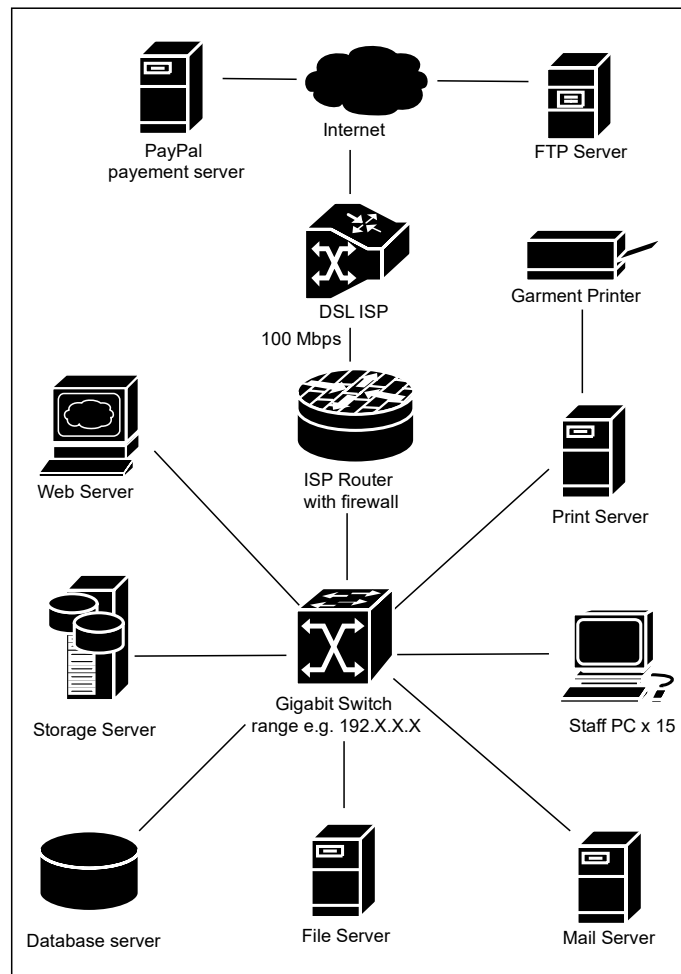 Internet
PayPal
payement server
FTP Server
DSL ISP
Garment Printer
100 Mbps
ISP Router
with firewall
Web Server
Print Server
Gigabit Switch
range e.g. 192.X.X.X
Storage Server
Staff PC x 15
Database server
File Server
Mail Server